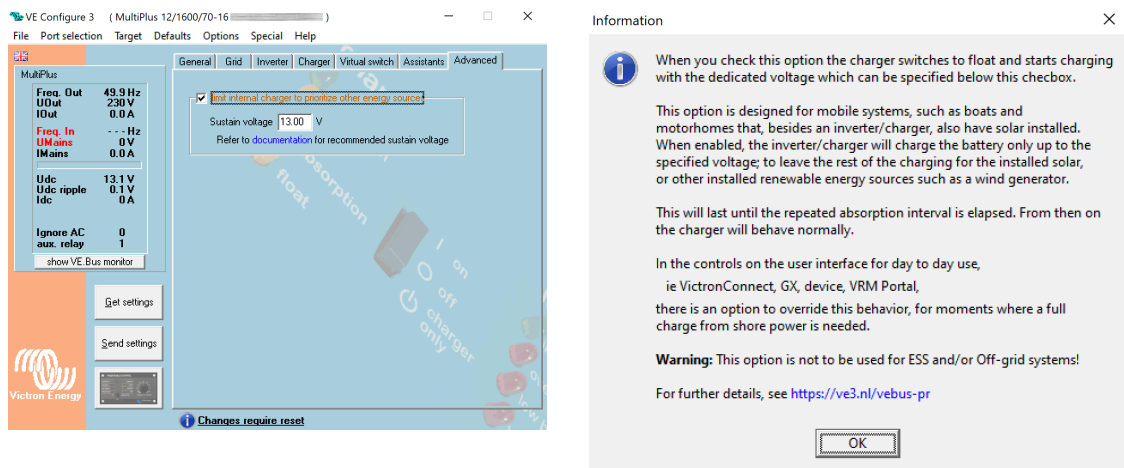 VE Configure 3 ( MultiPlus 12/1600/70-16 )
File Port selection Target Defaults Options Special Help
MultiPlus
Freq. Out 49.9 Hz
UOut 230 V
IOut 0.0 A
Freq. In - - - Hz
UMains 0 V
IMains 0.0 A
Udc 13.1 V
Udc ripple 0.1 V
Idc 0 A
Ignore AC 0
aux. relay 1
show VE.Bus monitor
Get settings
Send settings
Victron Energy
General Grid Inverter Charger Virtual switch Assistants Advanced
limit internal charger to prioritize other energy source
Sustain voltage 13.00 V
Refer to documentation for recommended sustain voltage
float
absorption
on
off
charger
only
Changes require reset
Information
When you check this option the charger switches to float and starts charging
with the dedicated voltage which can be specified below this checbox.
This option is designed for mobile systems, such as boats and
motorhomes that, besides an inverter/charger, also have solar installed.
When enabled, the inverter/charger will charge the battery only up to the
specified voltage; to leave the rest of the charging for the installed solar,
or other installed renewable energy sources such as a wind generator.
This will last until the repeated absorption interval is elapsed. From then on
the charger will behave normally.
In the controls on the user interface for day to day use,
ie VictronConnect, GX, device, VRM Portal,
there is an option to override this behavior, for moments where a full
charge from shore power is needed.
Warning: This option is not to be used for ESS and/or Off-grid systems!
For further details, see https://ve3.nl/vebus-pr
OK